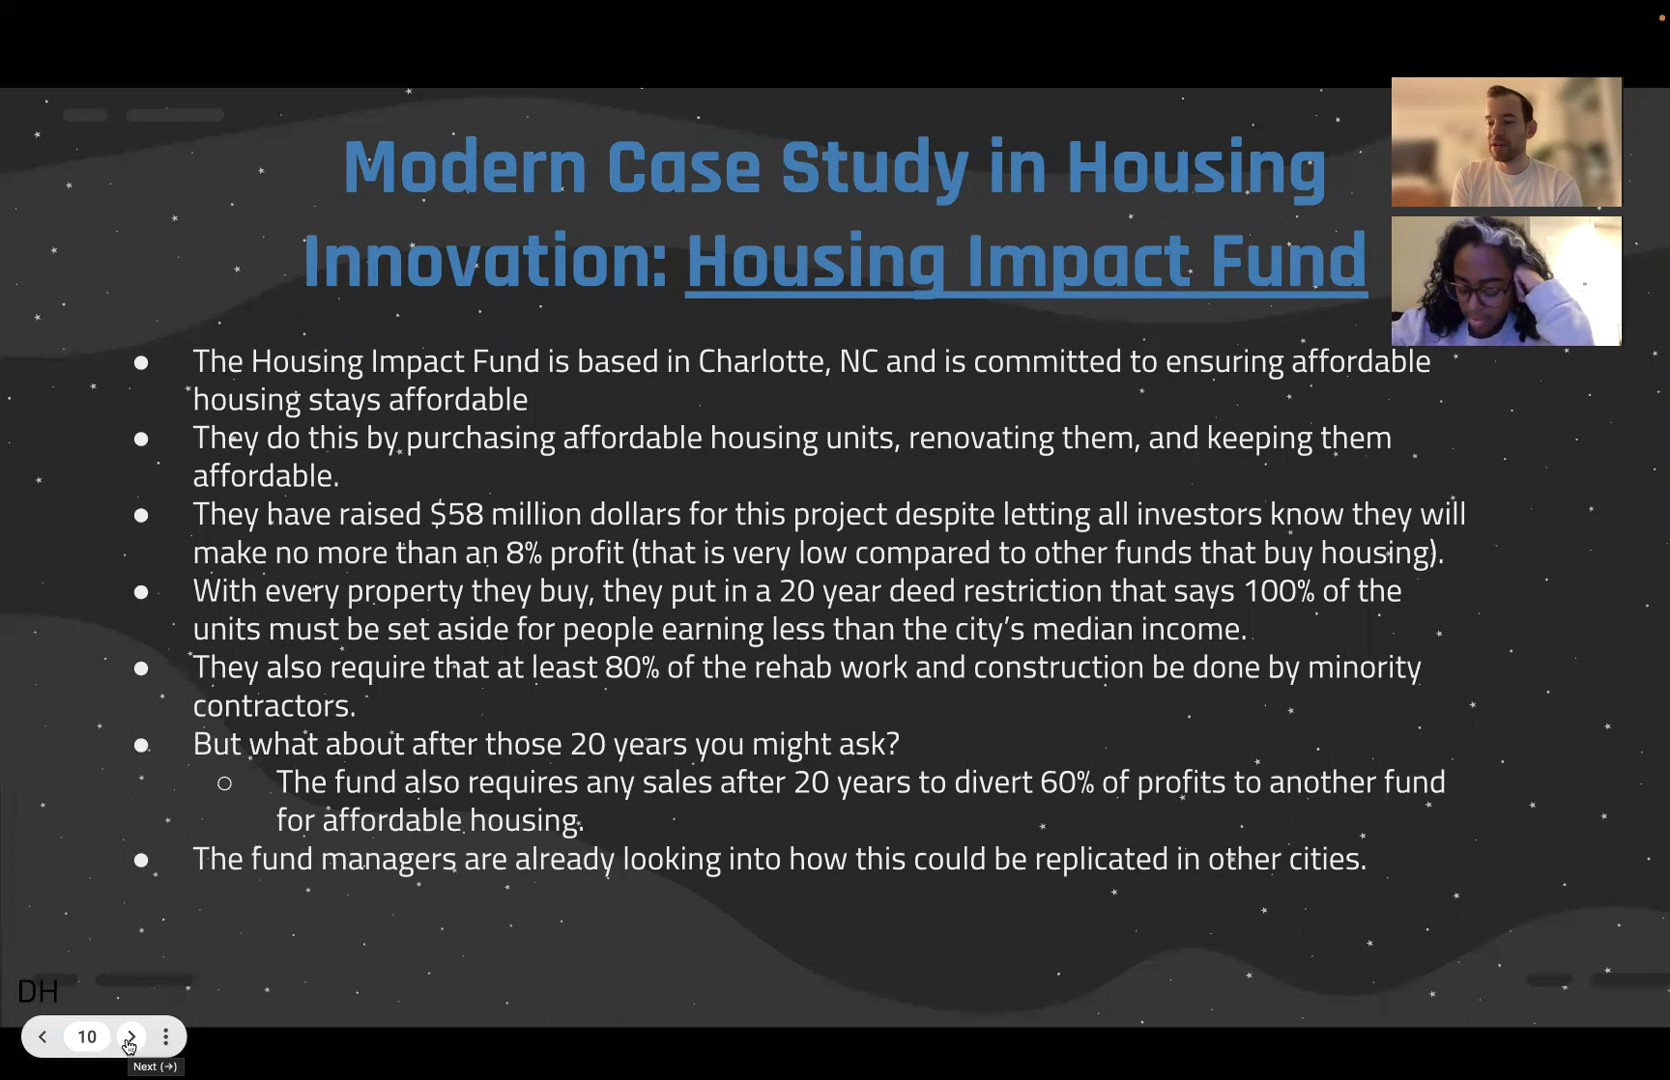 Modern Case Study in Housing
Innovation: Housing Impact Fund
● The Housing Impact Fund is based in Charlotte, NC and is committed to ensuring affordable
housing stays affordable
● They do this by purchasing affordable housing units, renovating them, and keeping them
affordable.
● They have raised $58 million dollars for this project despite letting all investors know they will
make no more than an 8% profit (that is very low compared to other funds that buy housing).
● With every property they buy, they put in a 20 year deed restriction that says 100% of the
units must be set aside for people earning less than the city’s median income.
● They also require that at least 80% of the rehab work and construction be done by minority
contractors.
● But what about after those 20 years you might ask?
○ The fund also requires any sales after 20 years to divert 60% of profits to another fund
for affordable housing.
● The fund managers are already looking into how this could be replicated in other cities.
DH
10
Next (→)